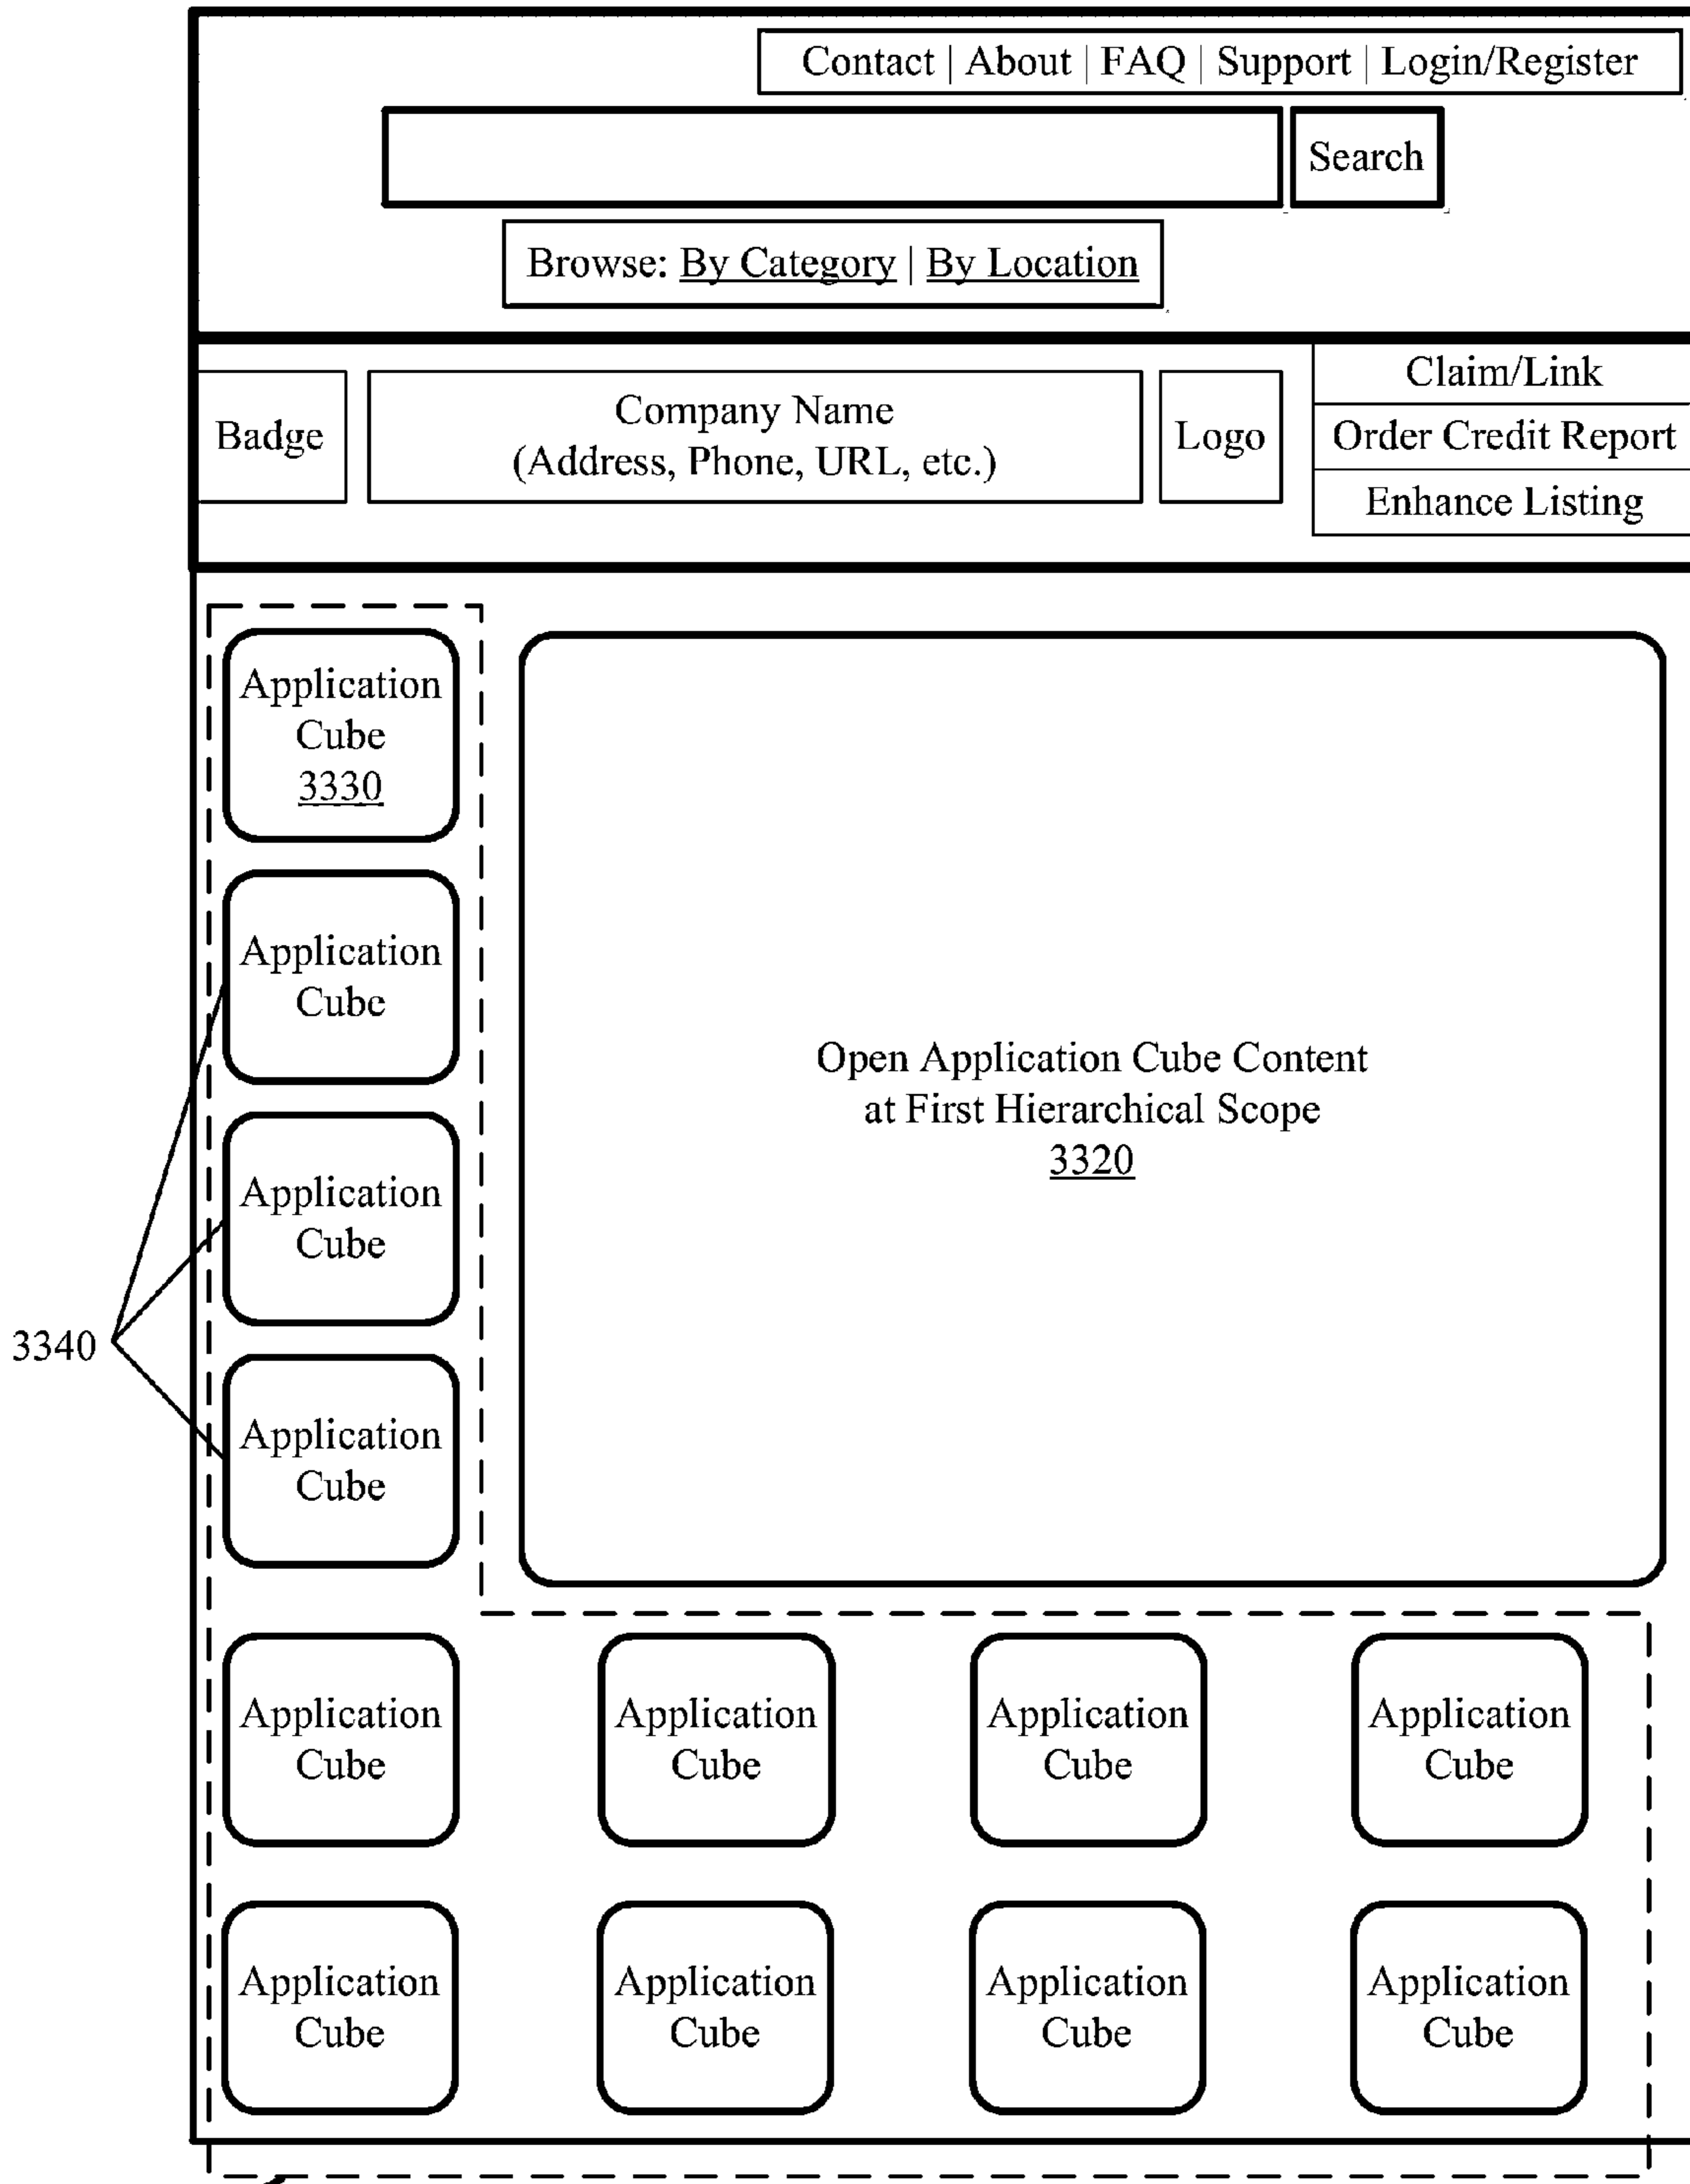 Contact | About | FAQ | Support | Login/Register
Search
Browse: By Category | By Location
Badge
Company Name
(Address, Phone, URL, etc.)
Logo
Claim/Link
Order Credit Report
Enhance Listing
Application
Cube
3330
Application
Cube
Application
Cube
3340
Application
Cube
Open Application Cube Content
at First Hierarchical Scope
3320
Application
Cube
Application
Cube
Application
Cube
Application
Cube
Application
Cube
Application
Cube
Application
Cube
Application
Cube